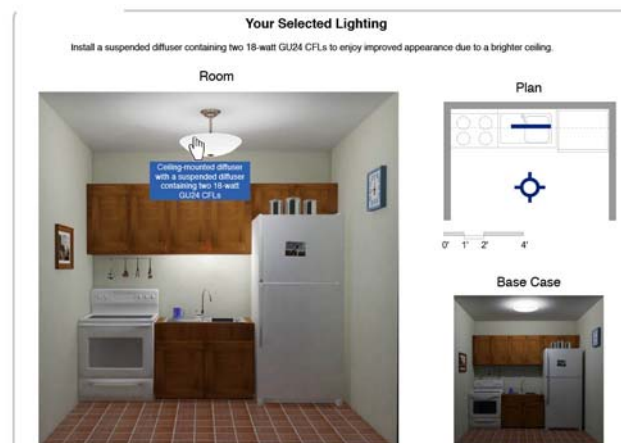 Your Selected Lighting
Install a suspended diffuser containing two 18-watt GU24 CFLs to enjoy improved appearance due to a brighter ceiling.
Room
Ceiling-mounted diffuser
with a suspended diffuser
containing two 18-watt
GU24 CFLs
Plan
0' 1' 2' 4'
Base Case